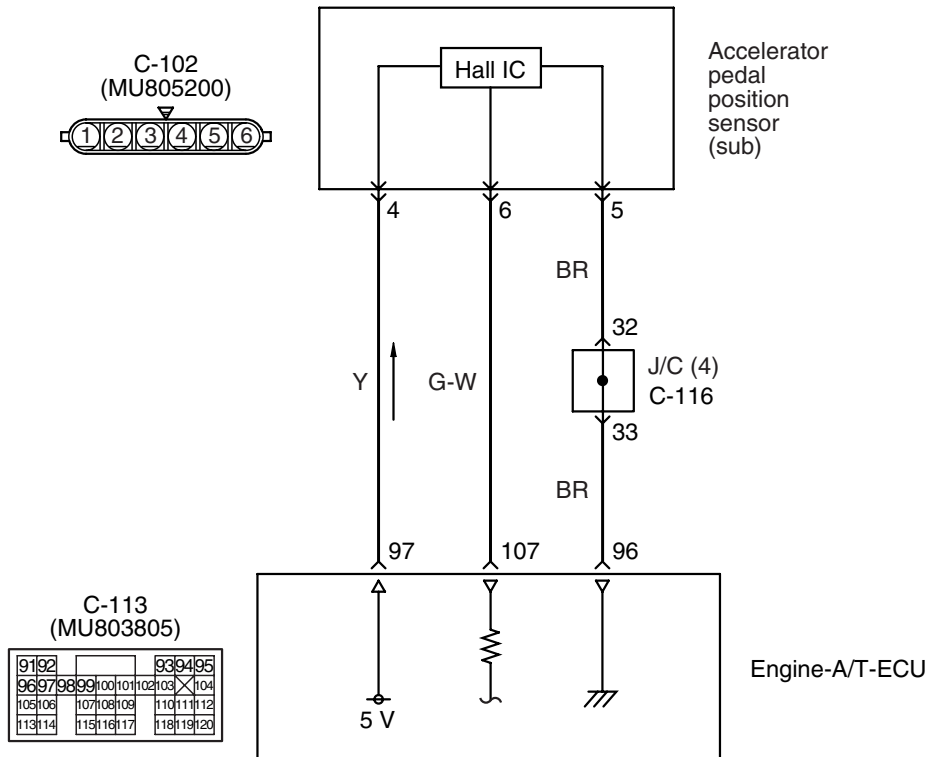 C-102
(MU805200)
1 2 3 4 5 6
Hall IC
Accelerator
pedal
position
sensor
(sub)
4 6 5
BR
32
Y G-W
J/C (4)
C-116
33
BR
97 107 96
C-113
(MU803805)
91 92 93 94 95
96 97 98 99 100 101 102 103 104
105 106 107 108 109 110 111 112
113 114 115 116 117 118 119 120
5 V
Engine-A/T-ECU